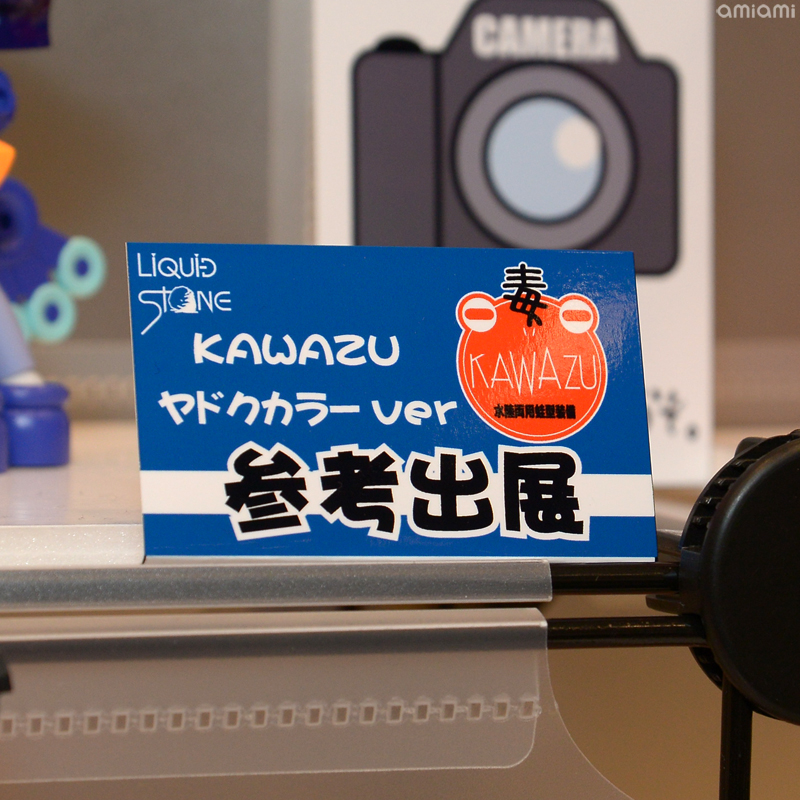 amiami
CAMERA
LIQUID
STONE
KAWAZU
ヤドクカラー ver
毒
KAWAZU
水陸両用蛙型装備
参考出展